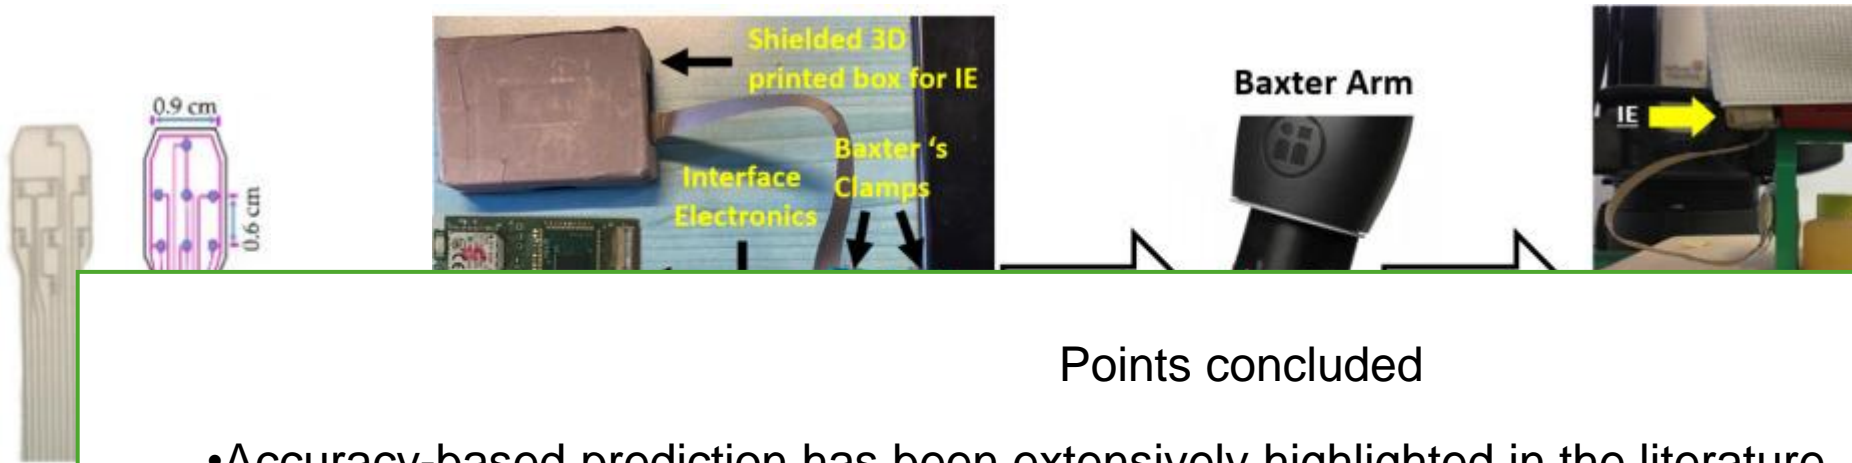 0.9 cm
0.6 cm
Shielded 3D
printed box for IE
Baxter 's
Clamps
Interface
Electronics
Baxter Arm
IE
Points concluded
•Accuracy-based prediction has been extensively highlighted in the literature